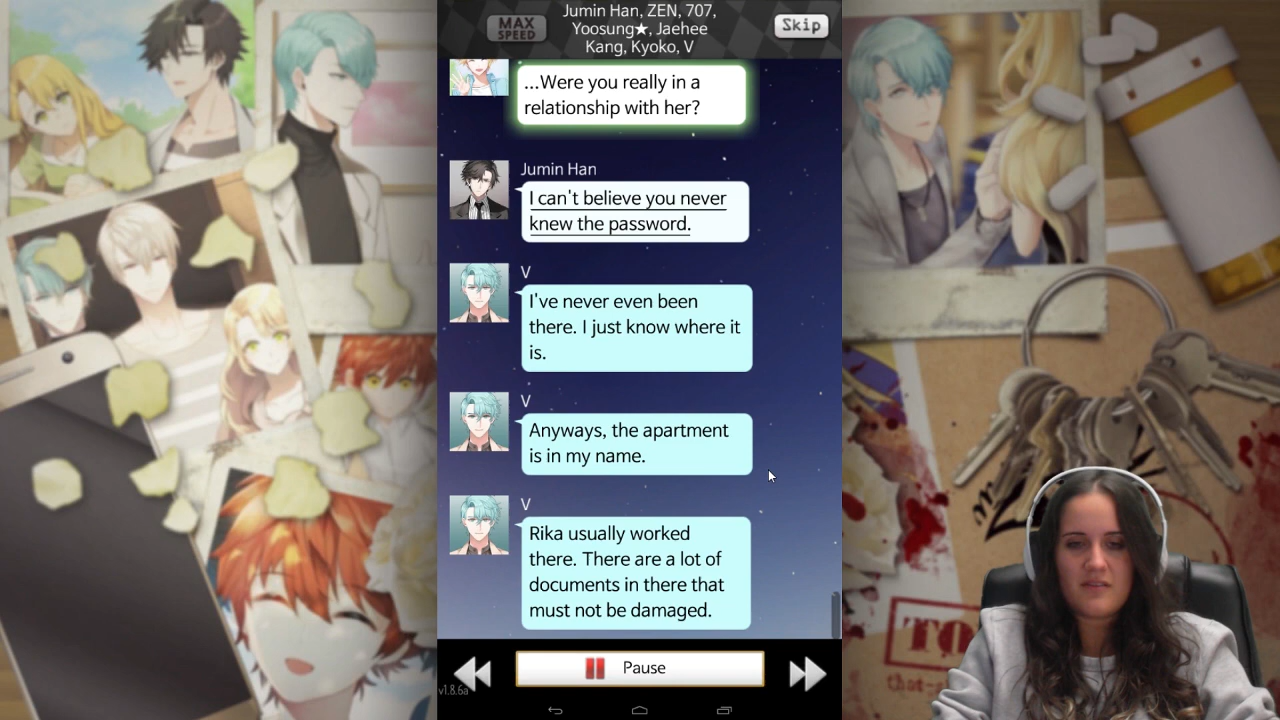 MAX
SPEED
Jumin Han, ZEN, 707,
Yoosung★, Jaehee
Kang, Kyoko, V
Skip
...Were you really in a
relationship with her?
Jumin Han
I can't believe you never
knew the password.
V
I've never even been
there. I just know where it
is.
V
Anyways, the apartment
is in my name.
V
Rika usually worked
there. There are a lot of
documents in there that
must not be damaged.
Pause
v1.8.6a